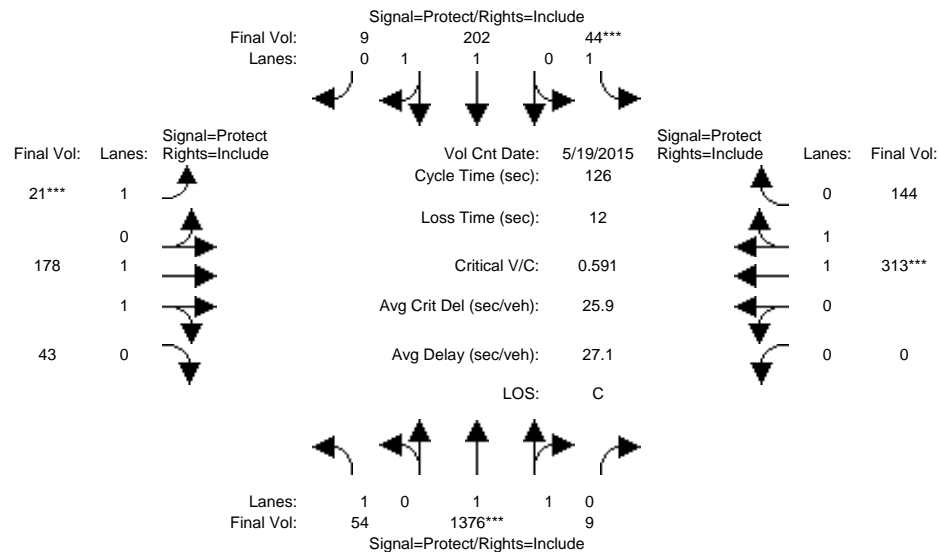 Signal=Protect/Rights=Include
Final Vol: 9 202 44***
Lanes: 0 1 1 0 1
Signal=Protect Signal=Protect
Final Vol: Lanes: Rights=Include Vol Cnt Date: 5/19/2015 Rights=Include Lanes: Final Vol:
Cycle Time (sec): 126
21*** 1 0 144
Loss Time (sec): 12
0 1
178 1 Critical V/C: 0.591 1 313***
1 Avg Crit Del (sec/veh): 25.9 0
43 0 Avg Delay (sec/veh): 27.1 0 0
LOS: C
Lanes: 1 0 1 1 0
Final Vol: 54 1376*** 9
Signal=Protect/Rights=Include